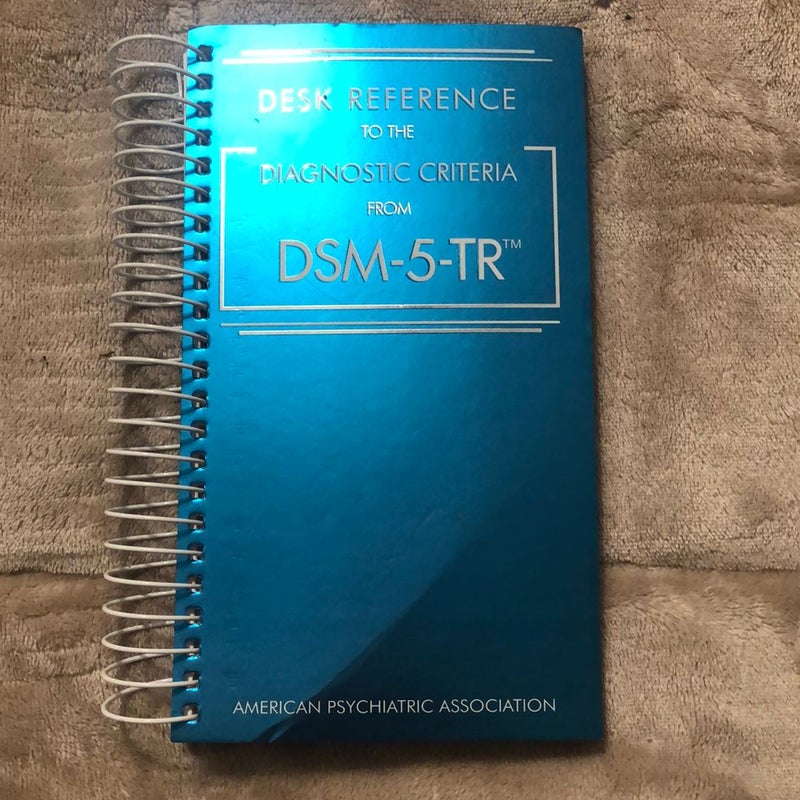 DESK REFERENCE
TO THE
DIAGNOSTIC CRITERIA
FROM
DSM-5-TR™
AMERICAN PSYCHIATRIC ASSOCIATION